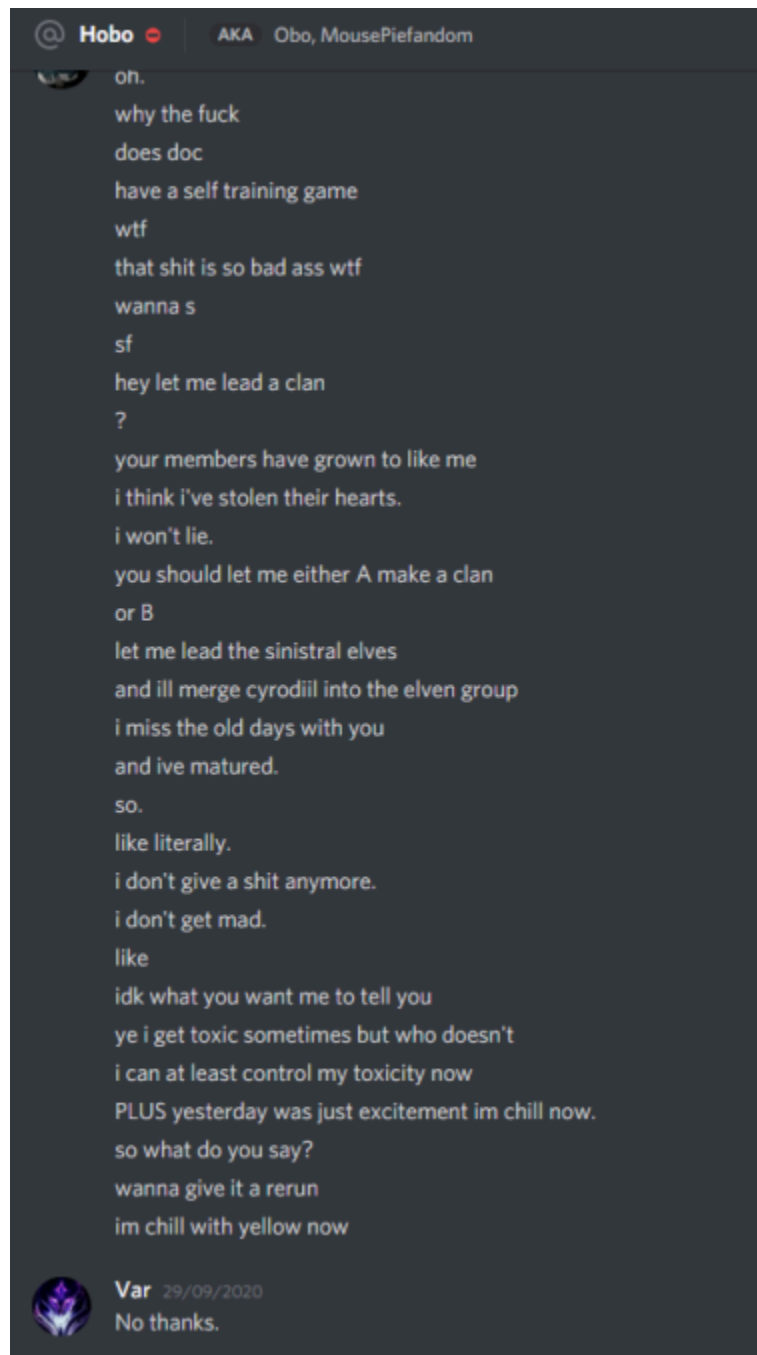 @ Hobo AKA Obo, MousePiefandom
oh.
why the fuck
does doc
have a self training game
wtf
that shit is so bad ass wtf
wanna s
sf
hey let me lead a clan
?
your members have grown to like me
i think i've stolen their hearts.
i won't lie.
you should let me either A make a clan
or B
let me lead the sinistral elves
and ill merge cyrodiil into the elven group
i miss the old days with you
and ive matured.
so.
like literally.
i don't give a shit anymore.
i don't get mad.
like
idk what you want me to tell you
ye i get toxic sometimes but who doesn't
i can at least control my toxicity now
PLUS yesterday was just excitement im chill now.
so what do you say?
wanna give it a rerun
im chill with yellow now
Var 29/09/2020
No thanks.